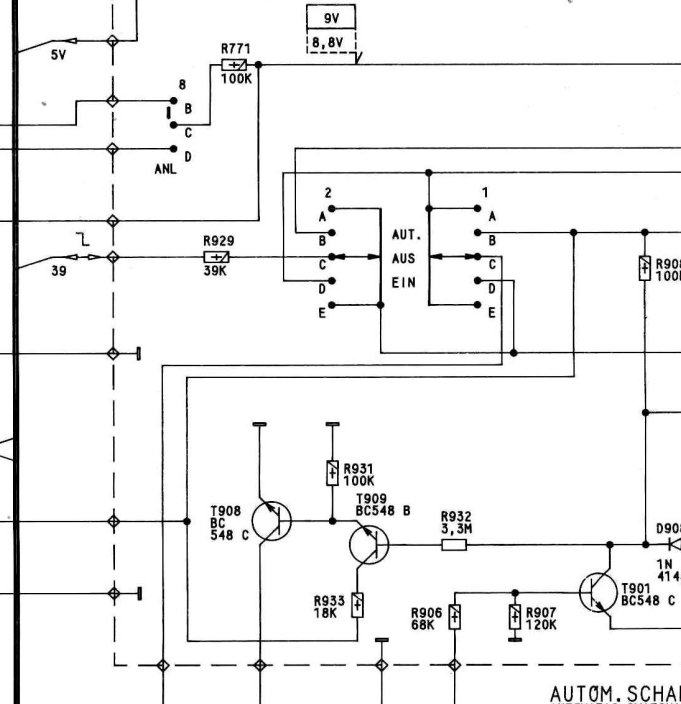 9V
8,8V
5V
R771
100K
8
B
C
D
ANL
2
A
B
C
D
E
AUT.
AUS
EIN
1
A
B
C
D
E
R929
39K
39
R931
100K
T908
BC
548 C
T909
BC548 B
R932
3,3M
R933
18K
R906
68K
R907
120K
T901
BC548 C
1N
AUTOM.